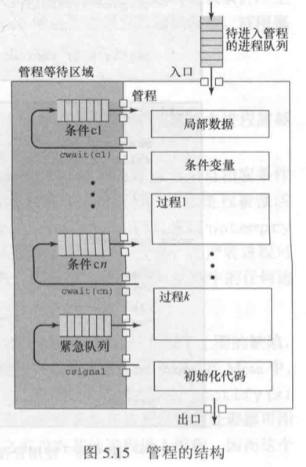 待进入管程
的进程队列
管程等待区域
入口
管程
条件c1
cwait(c1)
局部数据
条件变量
过程1
条件cn
cwait(cn)
过程k
紧急队列
csignal
初始化代码
出口
图 5.15 管程的结构